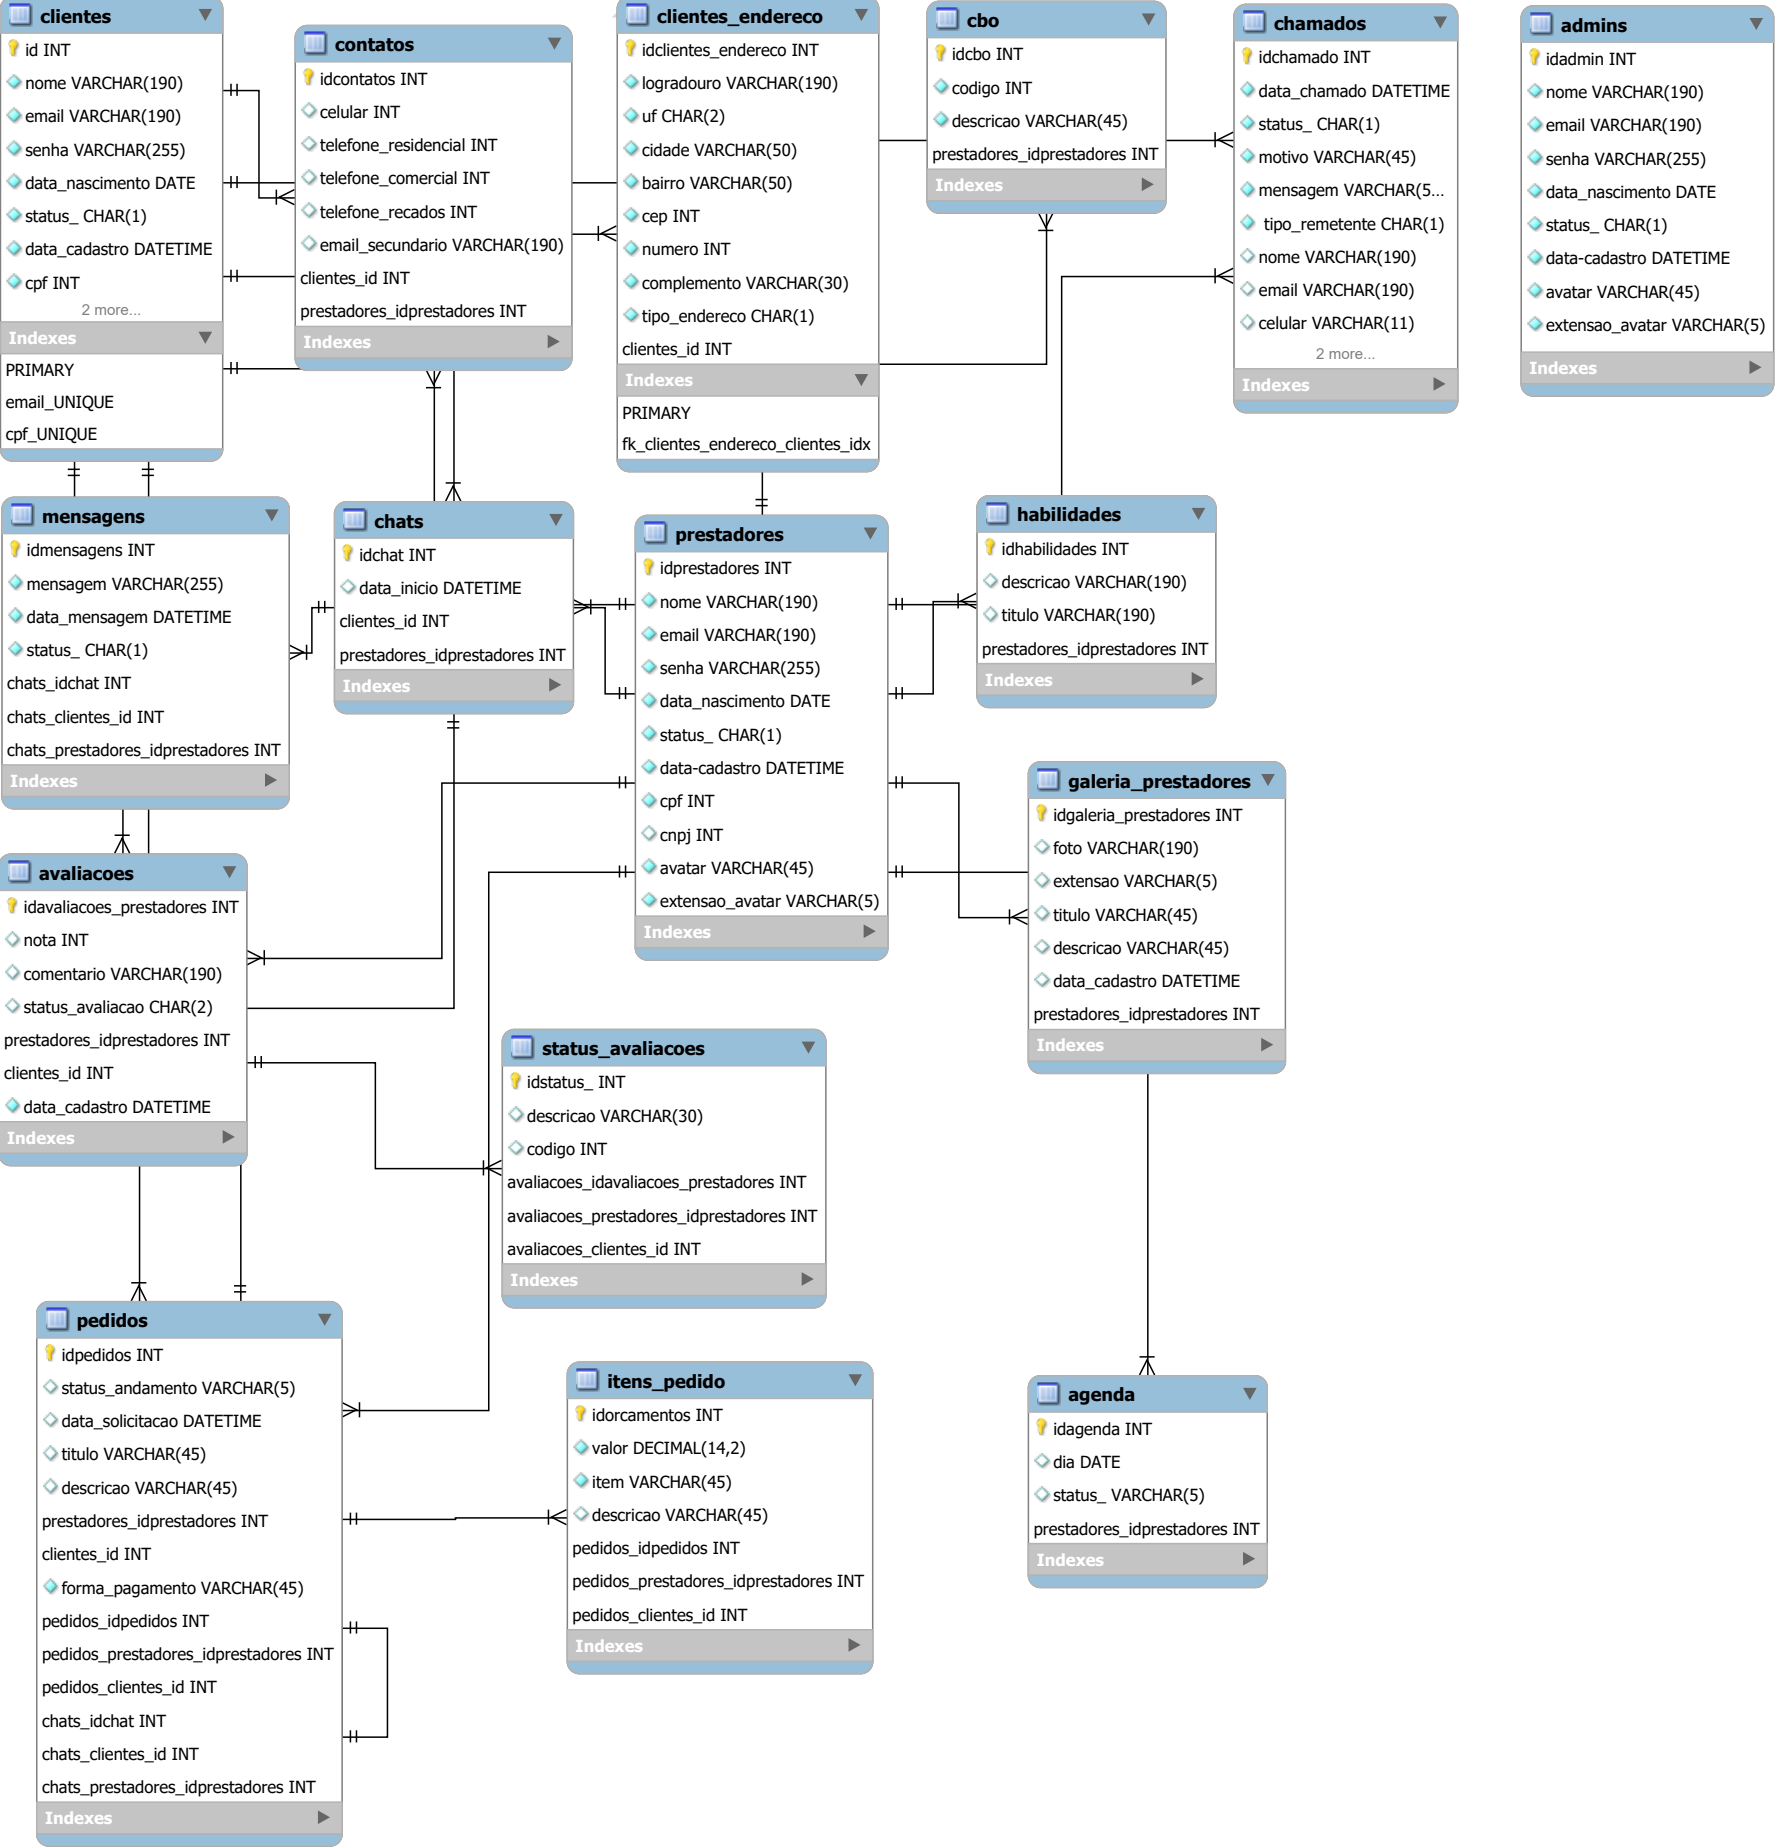 clientes
id INT
nome VARCHAR(190)
email VARCHAR(190)
senha VARCHAR(255)
data_nascimento DATE
status_ CHAR(1)
data_cadastro DATETIME
cpf INT
2 more...
Indexes
PRIMARY
email_UNIQUE
cpf_UNIQUE
contatos
idcontatos INT
celular INT
telefone_residencial INT
telefone_comercial INT
telefone_recados INT
email_secundario VARCHAR(190)
clientes_id INT
prestadores_idprestadores INT
Indexes
clientes_endereco
idclientes_endereco INT
logradouro VARCHAR(190)
uf CHAR(2)
cidade VARCHAR(50)
bairro VARCHAR(50)
cep INT
numero INT
complemento VARCHAR(30)
tipo_endereco CHAR(1)
clientes_id INT
Indexes
PRIMARY
fk_clientes_endereco_clientes_idx
cbo
idcbo INT
codigo INT
descricao VARCHAR(45)
prestadores_idprestadores INT
Indexes
chamados
idchamado INT
data_chamado DATETIME
status_ CHAR(1)
motivo VARCHAR(45)
mensagem VARCHAR(5...
tipo_remetente CHAR(1)
nome VARCHAR(190)
email VARCHAR(190)
celular VARCHAR(11)
2 more...
Indexes
admins
idadmin INT
nome VARCHAR(190)
email VARCHAR(190)
senha VARCHAR(255)
data_nascimento DATE
status_ CHAR(1)
data-cadastro DATETIME
avatar VARCHAR(45)
extensao_avatar VARCHAR(5)
Indexes
mensagens
idmensagens INT
mensagem VARCHAR(255)
data_mensagem DATETIME
status_ CHAR(1)
chats_idchat INT
chats_clientes_id INT
chats_prestadores_idprestadores INT
Indexes
chats
idchat INT
data_inicio DATETIME
clientes_id INT
prestadores_idprestadores INT
Indexes
prestadores
idprestadores INT
nome VARCHAR(190)
email VARCHAR(190)
senha VARCHAR(255)
data_nascimento DATE
status_ CHAR(1)
data-cadastro DATETIME
cpf INT
cnpj INT
avatar VARCHAR(45)
extensao_avatar VARCHAR(5)
Indexes
habilidades
idhabilidades INT
descricao VARCHAR(190)
titulo VARCHAR(190)
prestadores_idprestadores INT
Indexes
galeria_prestadores
idgaleria_prestadores INT
foto VARCHAR(190)
extensao VARCHAR(5)
titulo VARCHAR(45)
descricao VARCHAR(45)
data_cadastro DATETIME
prestadores_idprestadores INT
Indexes
avaliacoes
idavaliacoes_prestadores INT
nota INT
comentario VARCHAR(190)
status_avaliacao CHAR(2)
prestadores_idprestadores INT
clientes_id INT
data_cadastro DATETIME
Indexes
status_avaliacoes
idstatus_ INT
descricao VARCHAR(30)
codigo INT
avaliacoes_idavaliacoes_prestadores INT
avaliacoes_prestadores_idprestadores INT
avaliacoes_clientes_id INT
Indexes
pedidos
idpedidos INT
status_andamento VARCHAR(5)
data_solicitacao DATETIME
titulo VARCHAR(45)
descricao VARCHAR(45)
prestadores_idprestadores INT
clientes_id INT
forma_pagamento VARCHAR(45)
pedidos_idpedidos INT
pedidos_prestadores_idprestadores INT
pedidos_clientes_id INT
chats_idchat INT
chats_clientes_id INT
chats_prestadores_idprestadores INT
Indexes
itens_pedido
idorcamentos INT
valor DECIMAL(14,2)
item VARCHAR(45)
descricao VARCHAR(45)
pedidos_idpedidos INT
pedidos_prestadores_idprestadores INT
pedidos_clientes_id INT
Indexes
agenda
idagenda INT
dia DATE
status_ VARCHAR(5)
prestadores_idprestadores INT
Indexes